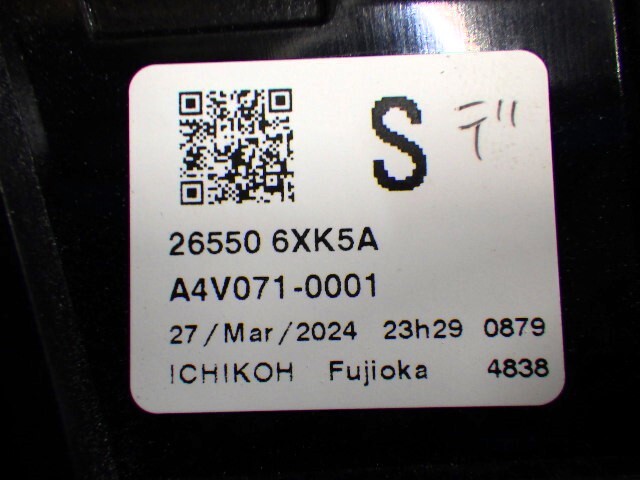 S デ
26550 6XK5A
A4V071-0001
27/Mar/2024 23h29 0879
ICHIKOH Fujioka 4838